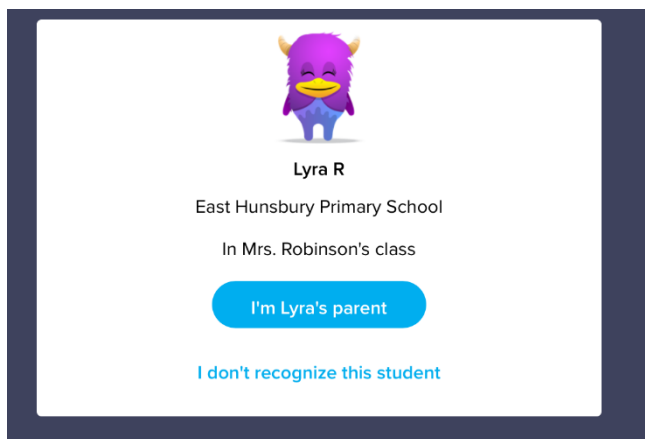 Lyra R
East Hunsbury Primary School
In Mrs. Robinson's class
I'm Lyra's parent
I don't recognize this student